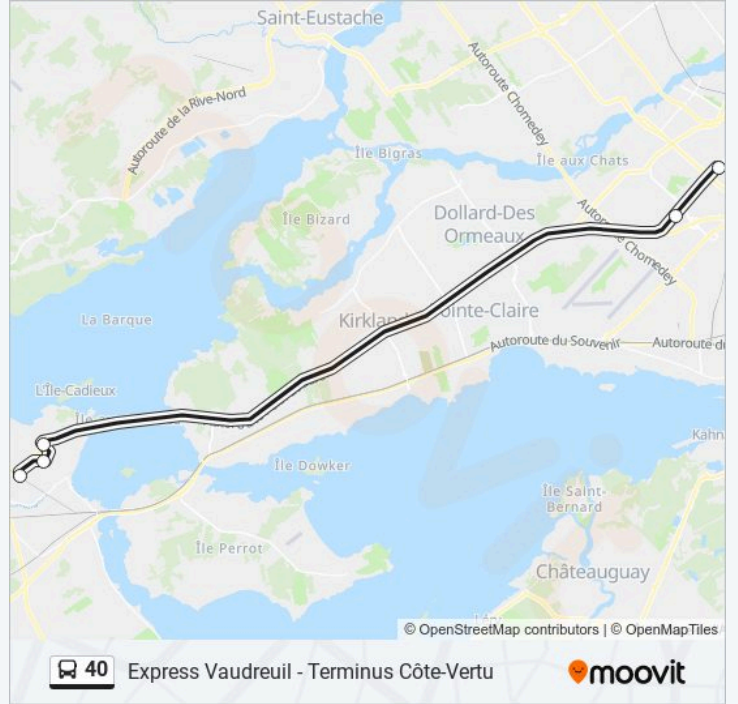 Saint-Eustache
Autoroute Chomedey
Autoroute de la Rive-Nord
Île Bigras
Île aux Chats
Île Bizard
Dollard-Des
Ormeaux
Autoroute Chomedey
La Barque
Kirkland
Pointe-Claire
Autoroute du Souvenir
Autoroute du
L'Île-Cadieux
Kahn
Île Dowker
Île Saint-
Bernard
Île Perrot
Châteauguay
© OpenStreetMap contributors | © OpenMapTiles
40 Express Vaudreuil - Terminus Côte-Vertu
moovit